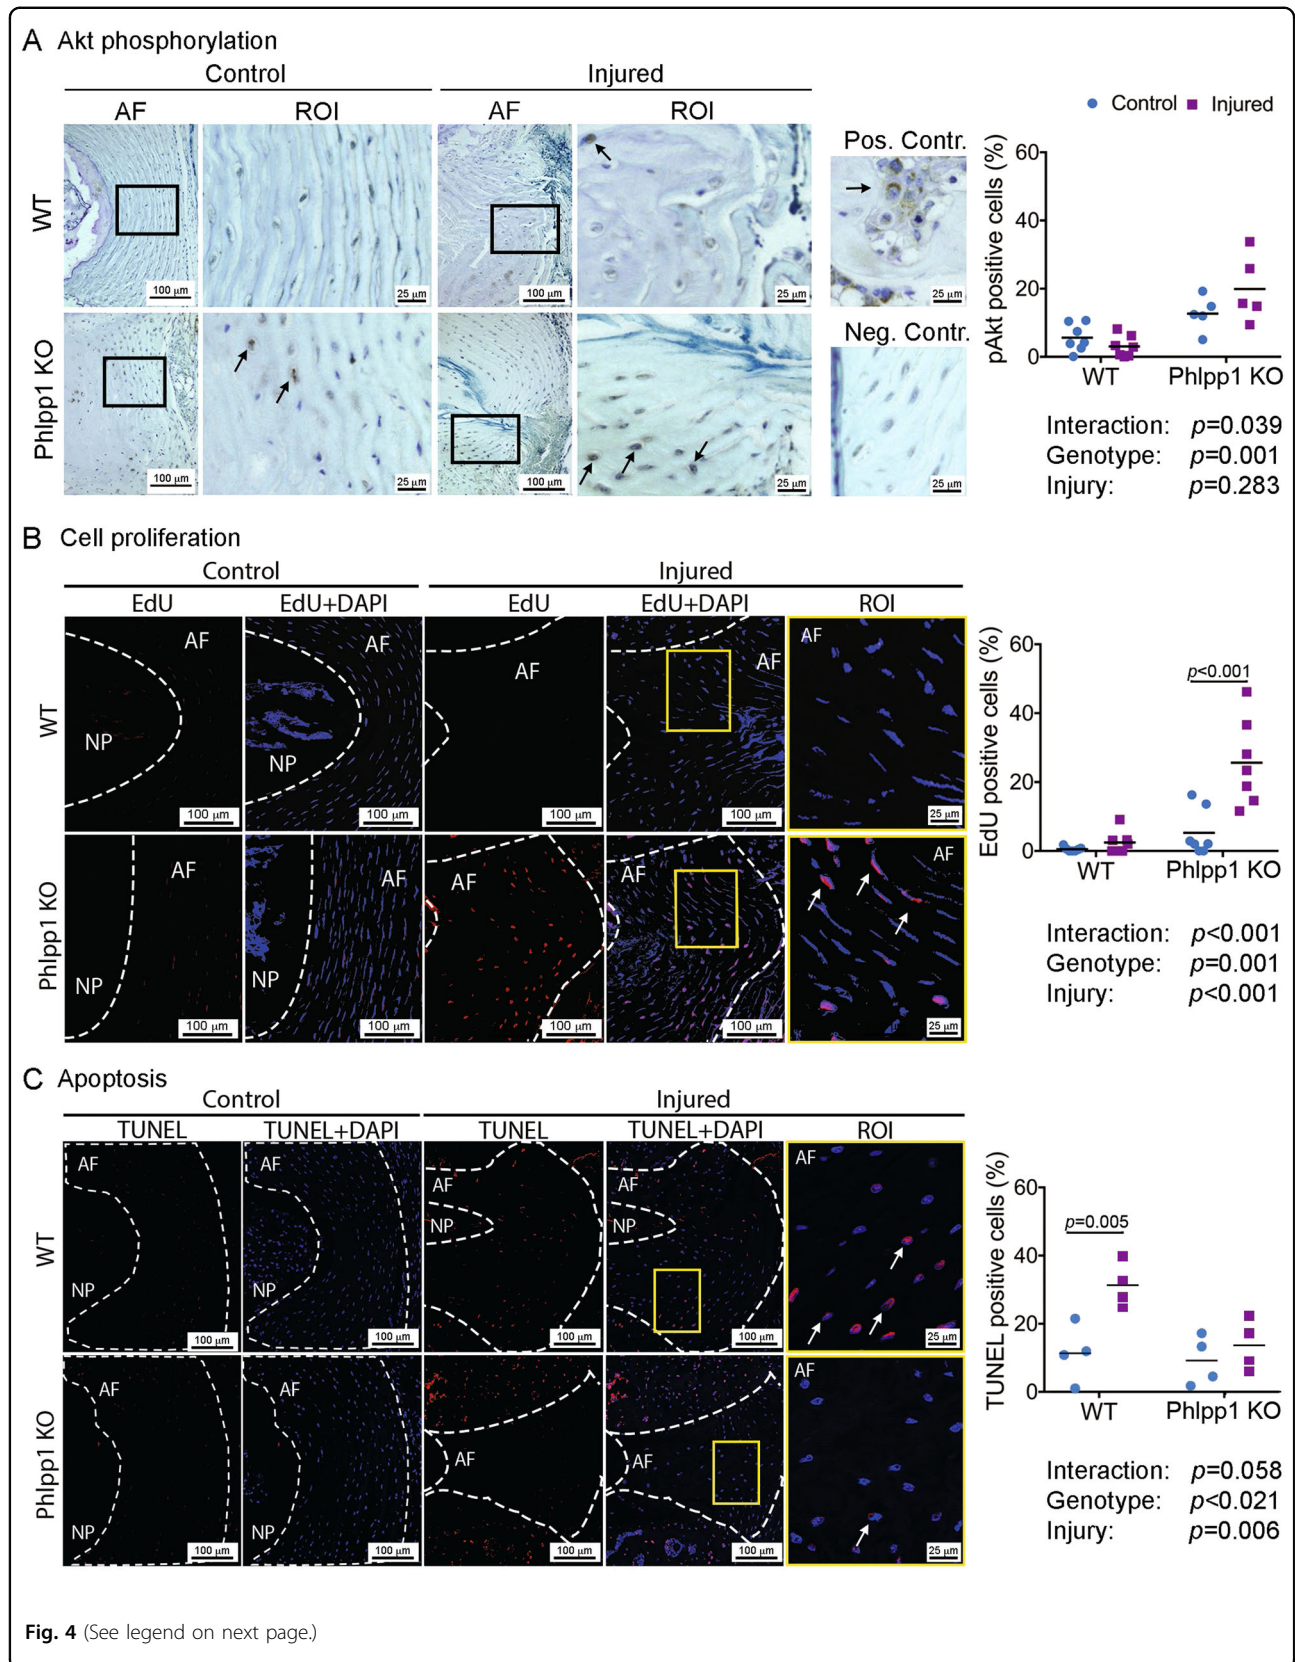 A Akt phosphorylation
Control Injured
AF ROI AF ROI
WT
100 µm 25 µm 100 µm 25 µm
Pos. Contr.
25 µm
Phlpp1 KO
100 µm 25 µm 100 µm 25 µm
Neg. Contr.
25 µm
Control Injured
pAkt positive cells (%)
60
40
20
0
WT Phlpp1 KO
Interaction: p=0.039
Genotype: p=0.001
Injury: p=0.283
B Cell proliferation
Control Injured
EdU EdU+DAPI EdU EdU+DAPI ROI
WT
AF AF AF AF AF
NP NP
100 µm 100 µm 100 µm 100 µm 25 µm
Phlpp1 KO
AF AF AF AF AF
NP NP
100 µm 100 µm 100 µm 100 µm 25 µm
EdU positive cells (%)
60
40
20
0
p<0.001
WT Phlpp1 KO
Interaction: p<0.001
Genotype: p=0.001
Injury: p<0.001
C Apoptosis
Control Injured
TUNEL TUNEL+DAPI TUNEL TUNEL+DAPI ROI
WT
AF AF AF AF AF
NP NP NP NP
100 µm 100 µm 100 µm 100 µm 25 µm
Phlpp1 KO
AF AF AF AF AF
NP NP
100 µm 100 µm 100 µm 100 µm 25 µm
TUNEL positive cells (%)
60
40
20
0
p=0.005
WT Phlpp1 KO
Interaction: p=0.058
Genotype: p<0.021
Injury: p=0.006
Fig. 4 (See legend on next page.)